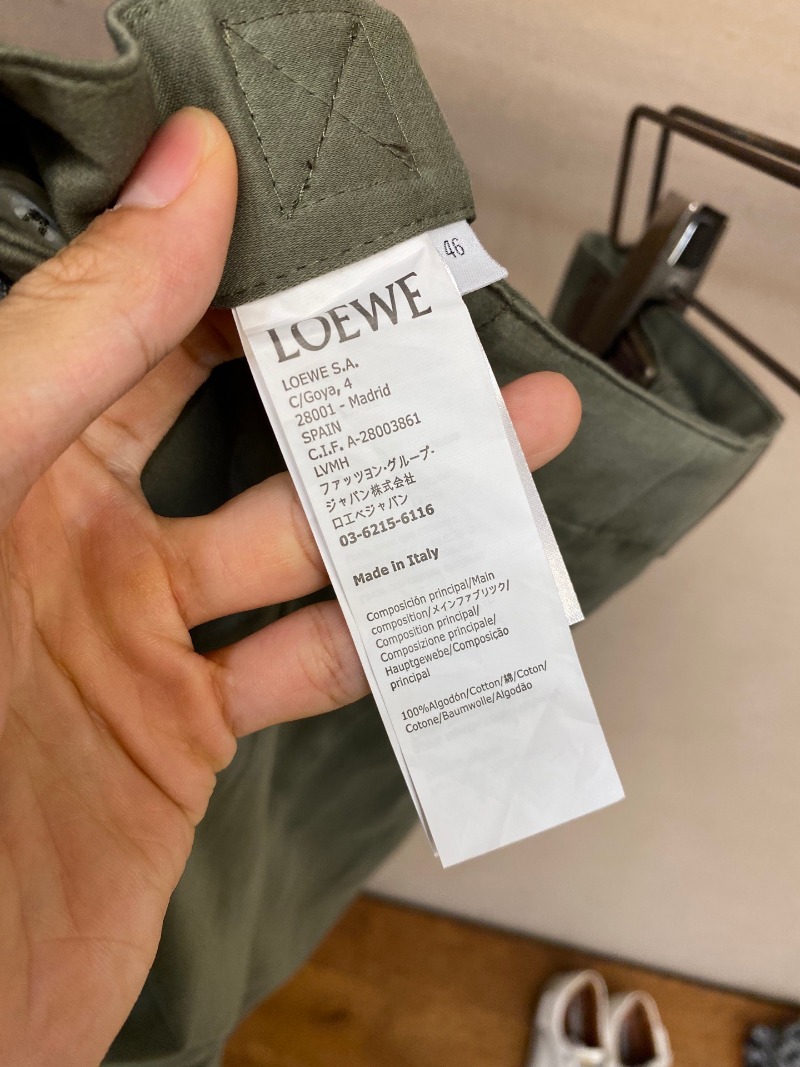 46
LOEWE
LOEWE S.A.
C/Goya, 4
28001 - Madrid
SPAIN
C.I.F. A-28003861
LVMH
ファッツョン·グループ-
ジャパン株式会社
ロエベジャパン
03-6215-6116
Made in Italy
Composición principal/Main
composition/メインファブリツク/
Composition principal/
Composizione principale/
Hauptgewebe/Composição
principal
100%Algodón/Cotton/綿/Coton/
Cotone/Baumwolle/Algodão